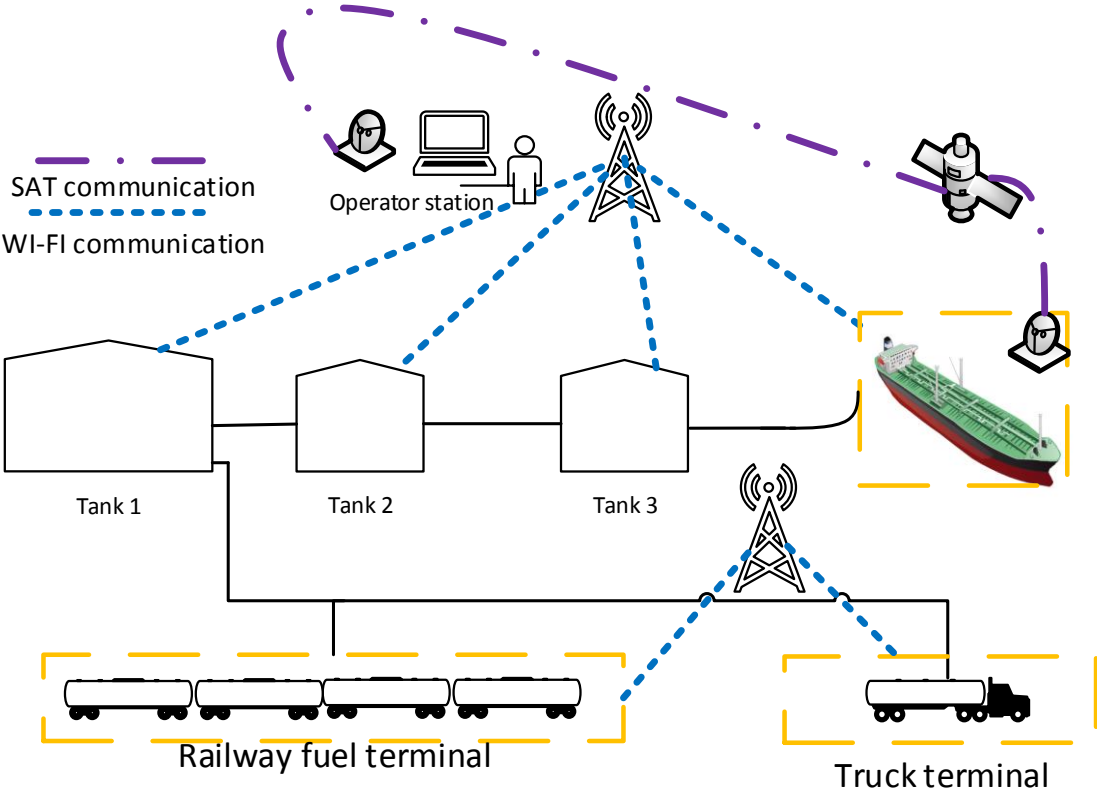 SAT communication
WI-FI communication
Operator station
Tank 1
Tank 2
Tank 3
Railway fuel terminal
Truck terminal